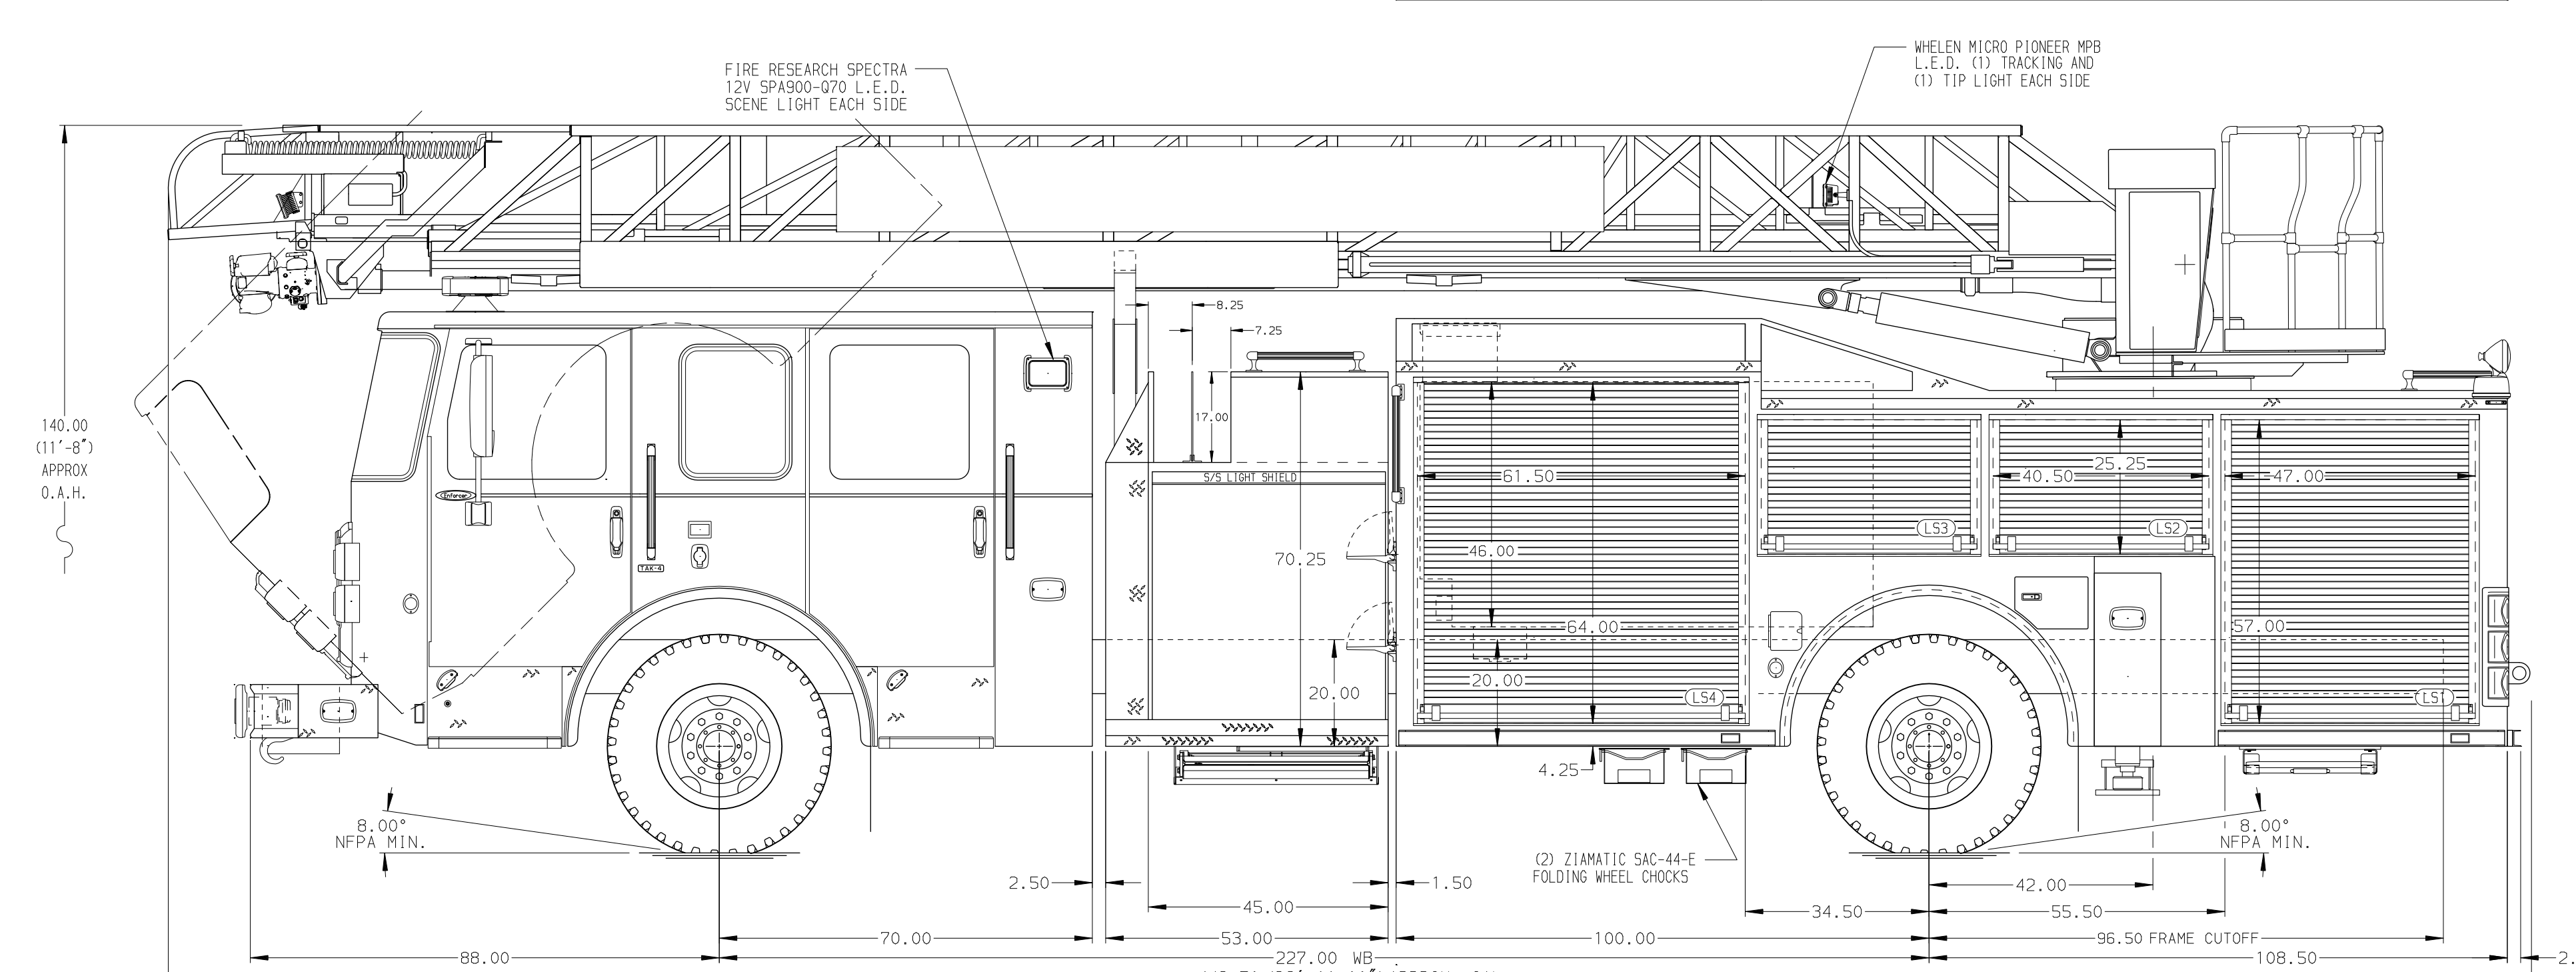 WHELEN MICRO PIONEER MPB
L.E.D. (1) TRACKING AND
(1) TIP LIGHT EACH SIDE
FIRE RESEARCH SPECTRA
12V SPA900-Q70 L.E.D.
SCENE LIGHT EACH SIDE
140.00
(11'-8")
APPROX
O.A.H.
8.25
7.25
17.00
S/S LIGHT SHIELD
61.50
40.50
25.25
47.00
Enforcer
LS3
LS2
46.00
70.25
TAK-4
64.00
57.00
20.00
20.00
LS4
LS1
4.25
8.00°
NFPA MIN.
8.00°
NFPA MIN.
(2) ZIAMATIC SAC-44-E
FOLDING WHEEL CHOCKS
2.50
1.50
42.00
45.00
34.50
55.50
70.00
53.00
100.00
96.50 FRAME CUTOFF
88.00
227.00 WB
108.50
2.